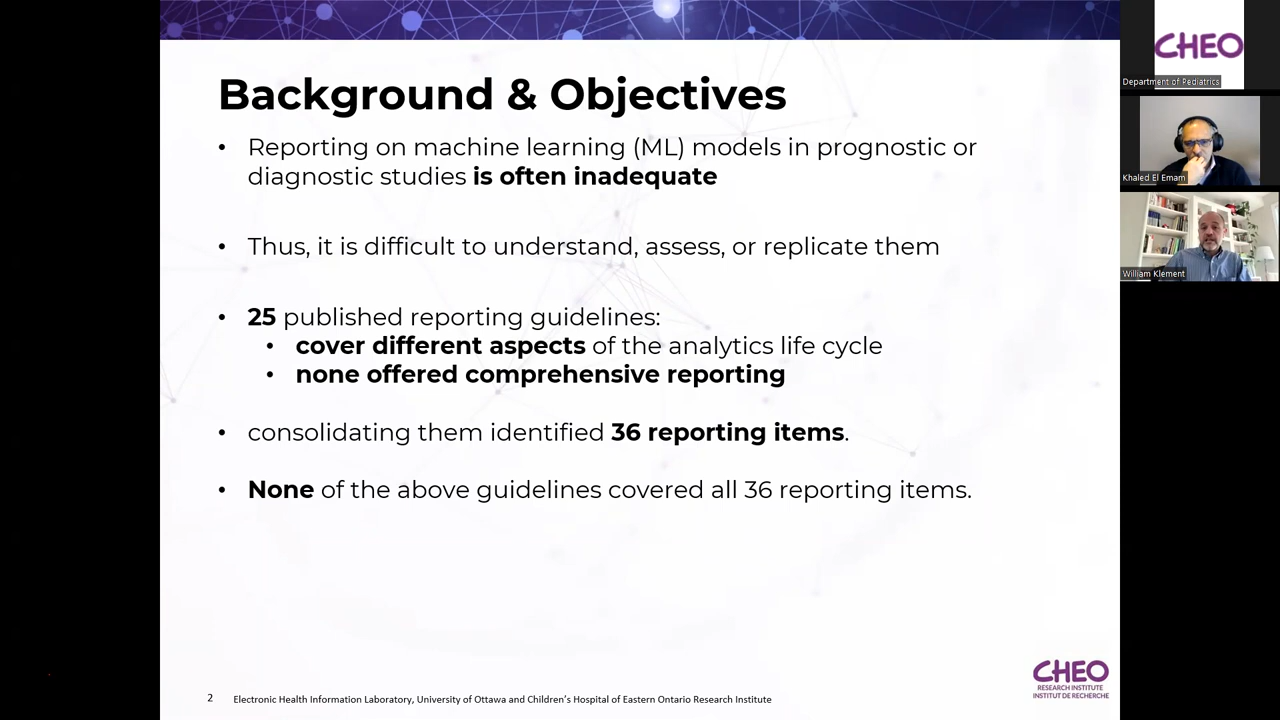 Background & Objectives
• Reporting on machine learning (ML) models in prognostic or
diagnostic studies is often inadequate
• Thus, it is difficult to understand, assess, or replicate them
• 25 published reporting guidelines:
• cover different aspects of the analytics life cycle
• none offered comprehensive reporting
• consolidating them identified 36 reporting items.
• None of the above guidelines covered all 36 reporting items.
2 Electronic Health Information Laboratory, University of Ottawa and Children’s Hospital of Eastern Ontario Research Institute
CHEO
RESEARCH INSTITUTE
INSTITUT DE RECHERCHE
CHEO
Department of Pediatrics
Khaled El Emam
William Klement